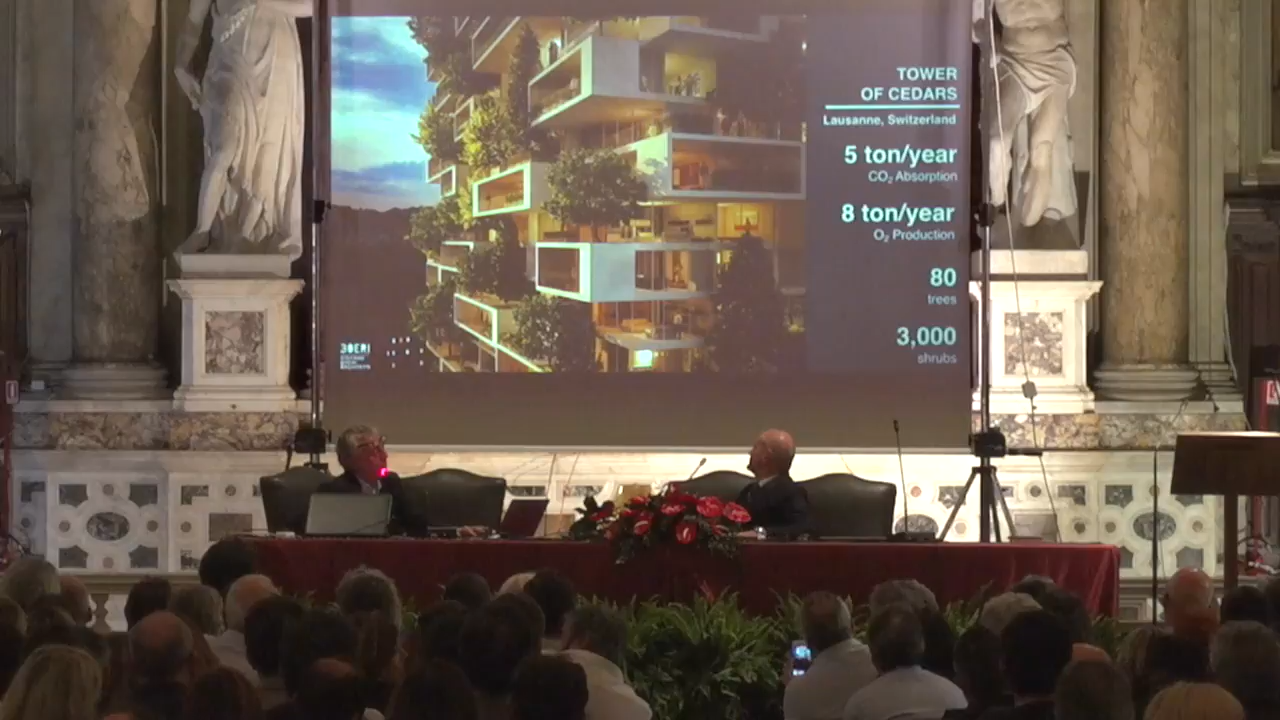 TOWER
OF CEDARS
Lausanne, Switzerland
5 ton/year
CO₂ Absorption
8 ton/year
O₂ Production
80
trees
3,000
shrubs